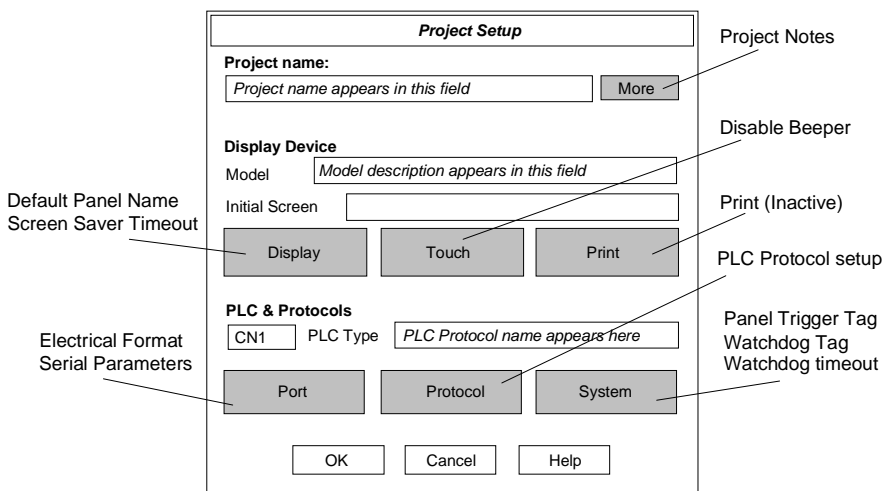 Project Setup
Project Notes
Project name:
Project name appears in this field
More
Disable Beeper
Display Device
Model
Model description appears in this field
Default Panel Name
Screen Saver Timeout
Initial Screen
Print (Inactive)
Display
Touch
Print
PLC Protocol setup
PLC & Protocols
CN1
PLC Type
PLC Protocol name appears here
Panel Trigger Tag
Watchdog Tag
Watchdog timeout
Electrical Format
Serial Parameters
Port
Protocol
System
OK
Cancel
Help